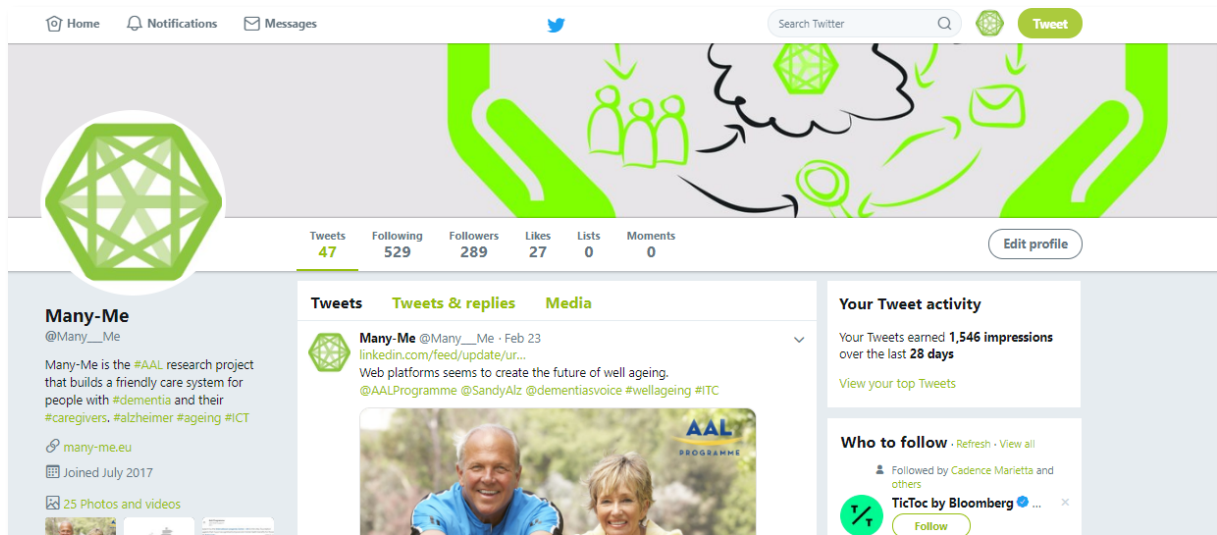 Home
Notifications
Messages
Search Twitter
Tweet
Tweets
47
Following
529
Followers
289
Likes
27
Lists
0
Moments
0
Edit profile
Many-Me
@Many__Me
Many-Me is the #AAL research project
that builds a friendly care system for
people with #dementia and their
#caregivers. #alzheimer #ageing #ICT
many-me.eu
Joined July 2017
25 Photos and videos
Tweets
Tweets & replies
Media
Many-Me @Many__Me · Feb 23
linkedin.com/feed/update/ur...
Web platforms seems to create the future of well ageing.
@AALProgramme @SandyAlz @dementiasvoice #wellageing #ITC
AAL
PROGRAMME
Your Tweet activity
Your Tweets earned 1,546 impressions
over the last 28 days
View your top Tweets
Who to follow · Refresh · View all
Followed by Cadence Marietta and
others
TicToc by Bloomberg ...
T/T
Follow